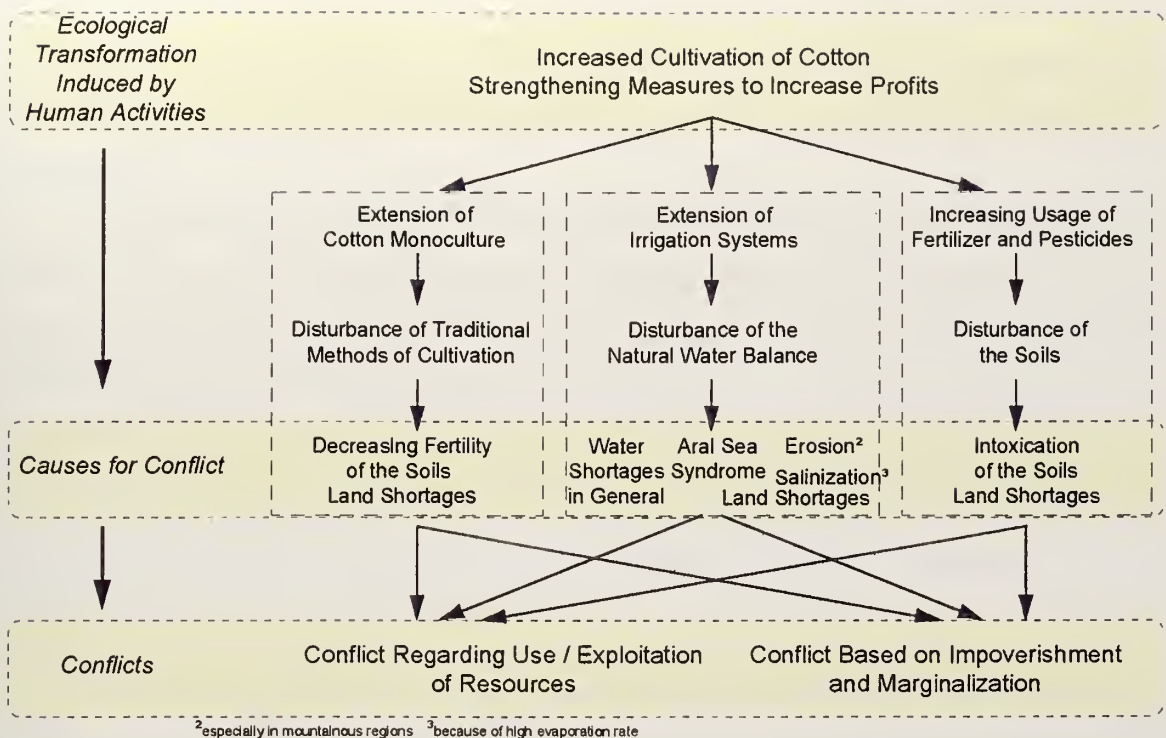 Ecological
Transformation
Induced by
Human Activities
Increased Cultivation of Cotton
Strengthening Measures to Increase Profits
Extension of
Cotton Monoculture
Extension of
Irrigation Systems
Increasing Usage of
Fertilizer and Pesticides
Disturbance of Traditional
Methods of Cultivation
Disturbance of the
Natural Water Balance
Disturbance of
the Soils
Causes for Conflict
Decreasing Fertility
of the Soils
Land Shortages
Water
Shortages
in General
Aral Sea
Syndrome
Erosion²
Salinization³
Land Shortages
Intoxication
of the Soils
Land Shortages
Conflicts
Conflict Regarding Use / Exploitation
of Resources
Conflict Based on Impoverishment
and Marginalization
²especially in mountainous regions ³because of high evaporation rate